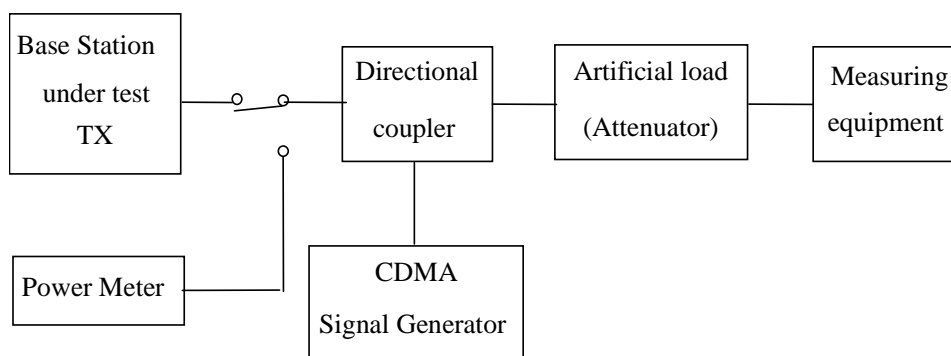 Base Station
under test
TX
Directional
coupler
Artificial load
(Attenuator)
Measuring
equipment
Power Meter
CDMA
Signal Generator